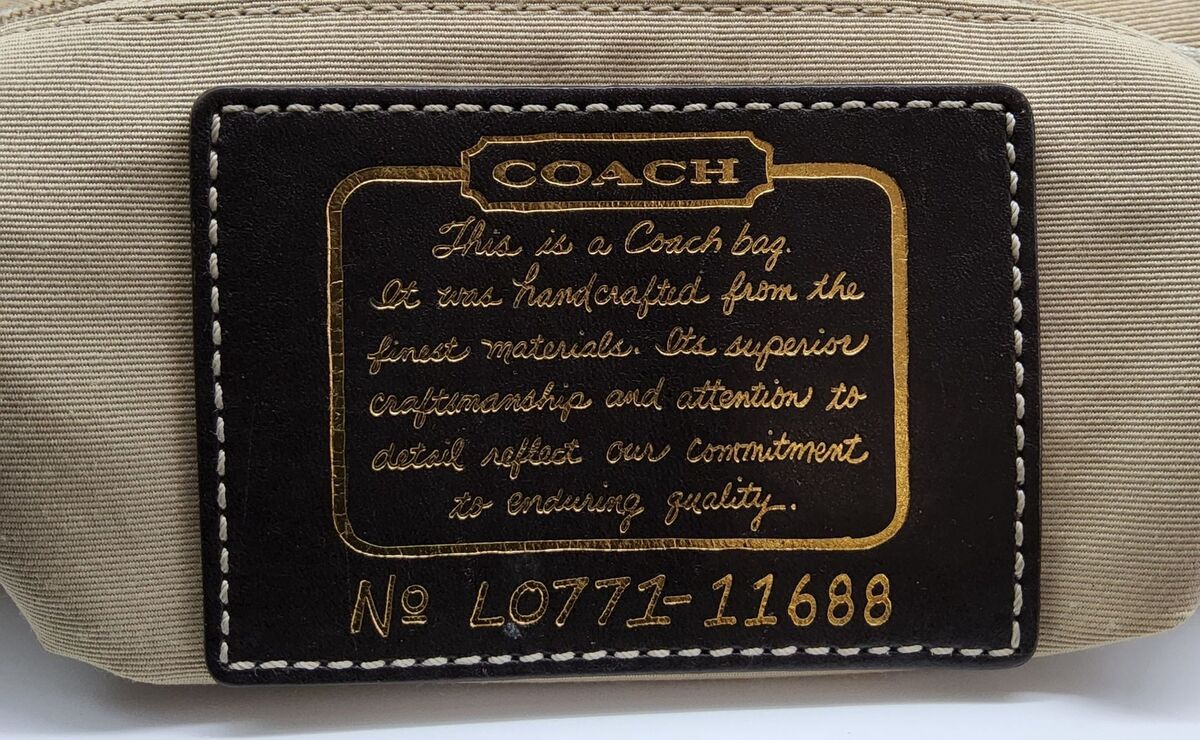 COACH
This is a Coach bag.
It was handcrafted from the
finest materials. Its superior
craftsmanship and attention to
detail reflect our commitment
to enduring quality.
Nº L0771-11688